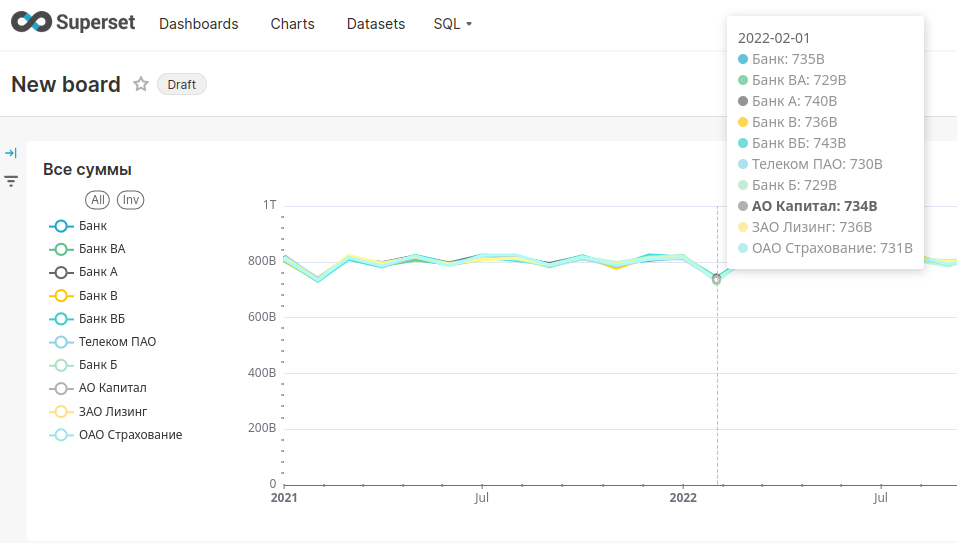 Superset Dashboards Charts Datasets SQL
New board Draft
2022-02-01
Банк: 735B
Банк ВА: 729B
Банк А: 740B
Банк В: 736B
Банк ВБ: 743B
Телеком ПАО: 730B
Банк Б: 729B
АО Капитал: 734B
ЗАО Лизинг: 736B
ОАО Страхование: 731B
Все суммы
All Inv
Банк
Банк ВА
Банк А
Банк В
Банк ВБ
Телеком ПАО
Банк Б
АО Капитал
ЗАО Лизинг
ОАО Страхование
1T
800B
600B
400B
200B
0
2021 Jul 2022 Jul